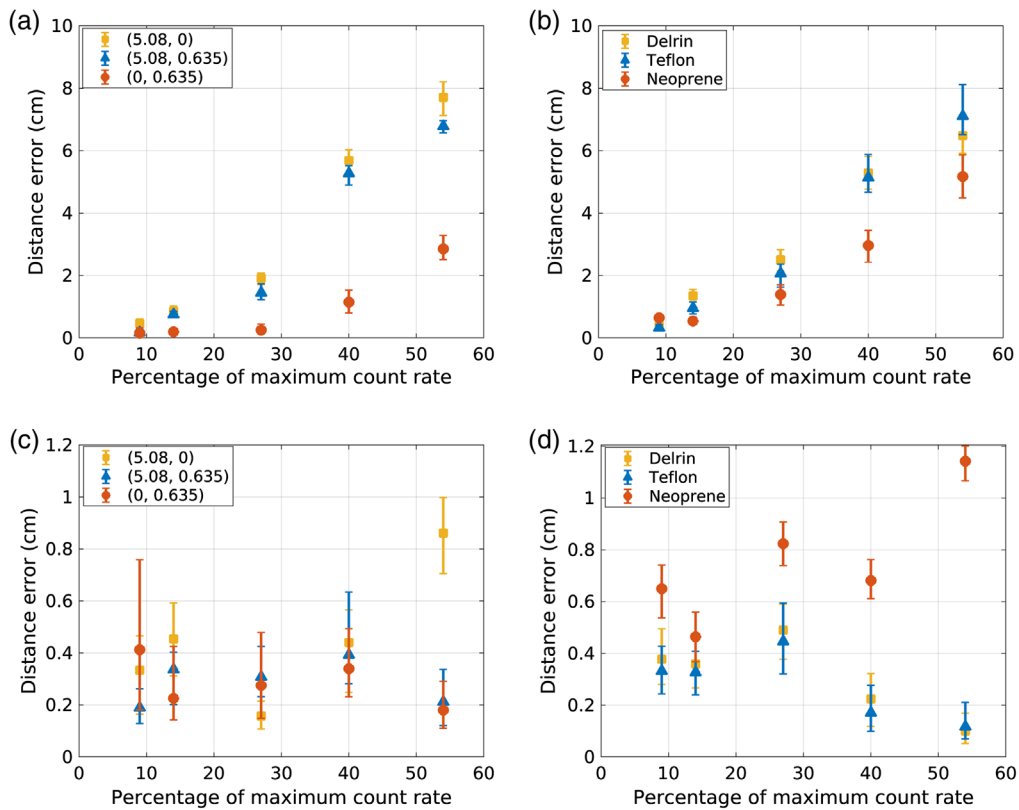 (a)
10
8
6
4
2
0
Distance error (cm)
(5.08, 0)
(5.08, 0.635)
(0, 0.635)
0 10 20 30 40 50 60
Percentage of maximum count rate
(b)
10
8
6
4
2
0
Distance error (cm)
Delrin
Teflon
Neoprene
0 10 20 30 40 50 60
Percentage of maximum count rate
(c)
1.2
1
0.8
0.6
0.4
0.2
0
Distance error (cm)
(5.08, 0)
(5.08, 0.635)
(0, 0.635)
0 10 20 30 40 50 60
Percentage of maximum count rate
(d)
1.2
1
0.8
0.6
0.4
0.2
0
Distance error (cm)
Delrin
Teflon
Neoprene
0 10 20 30 40 50 60
Percentage of maximum count rate